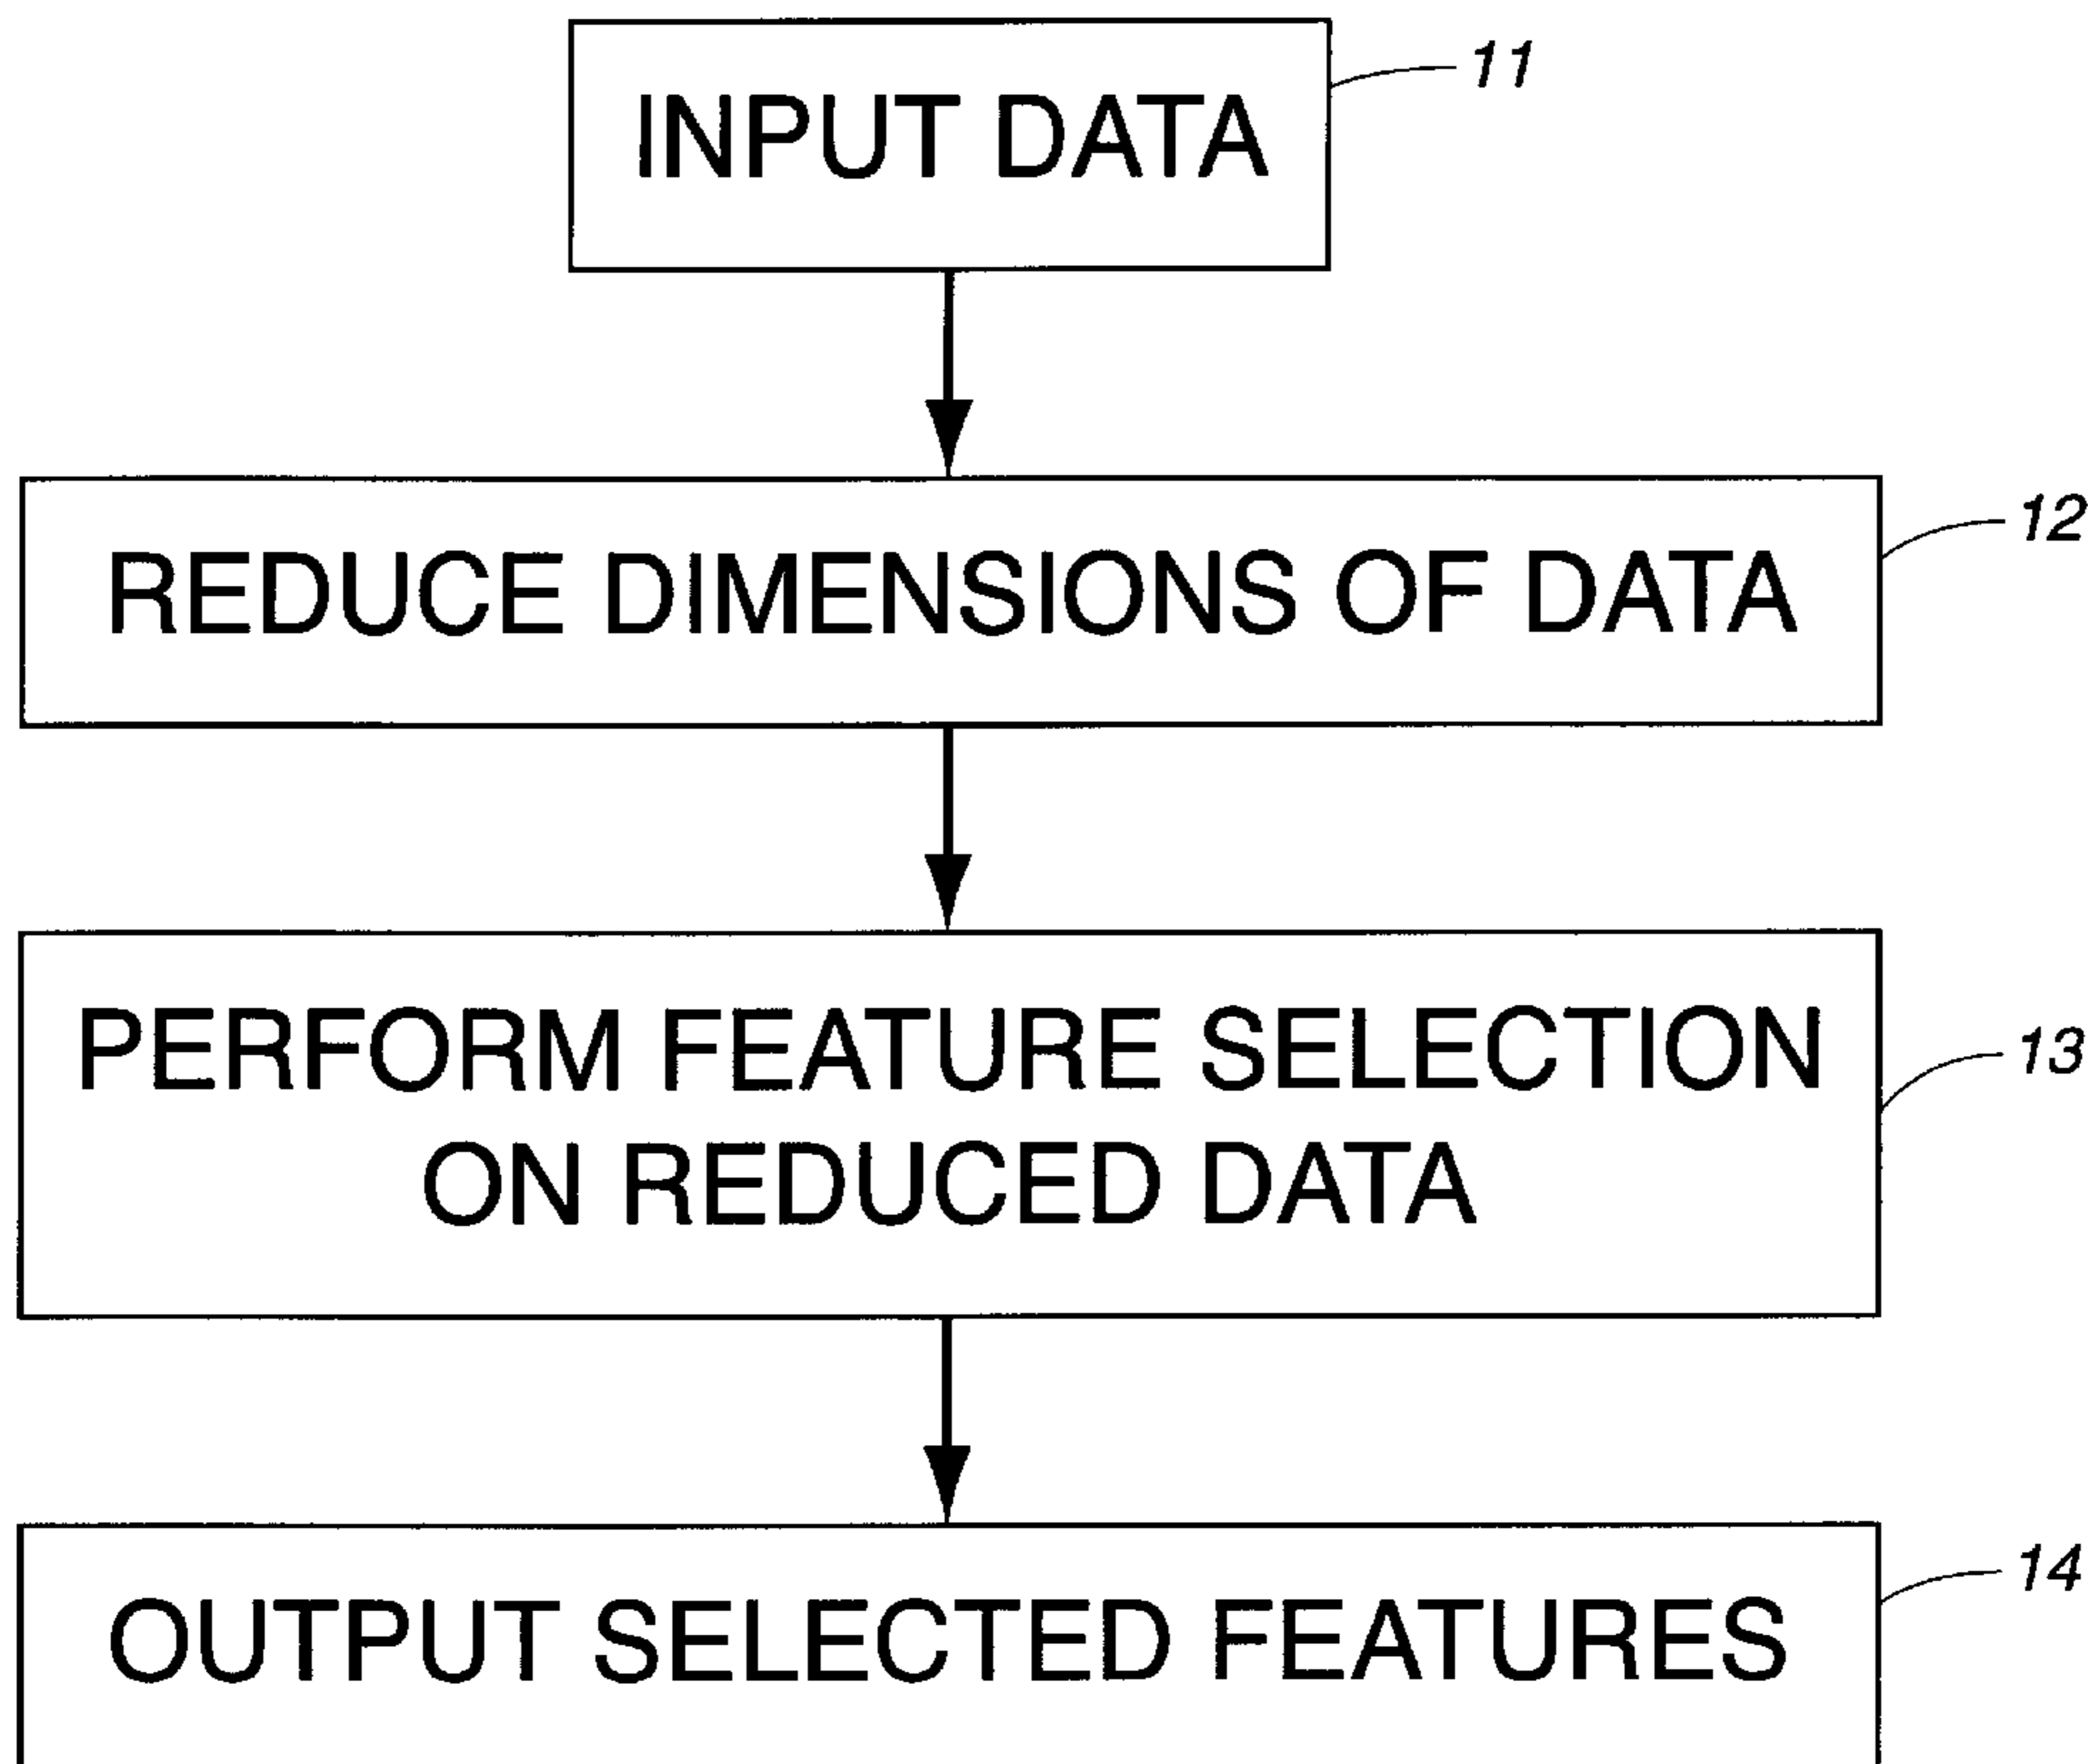 INPUT DATA
11
REDUCE DIMENSIONS OF DATA
12
PERFORM FEATURE SELECTION
ON REDUCED DATA
13
OUTPUT SELECTED FEATURES
14